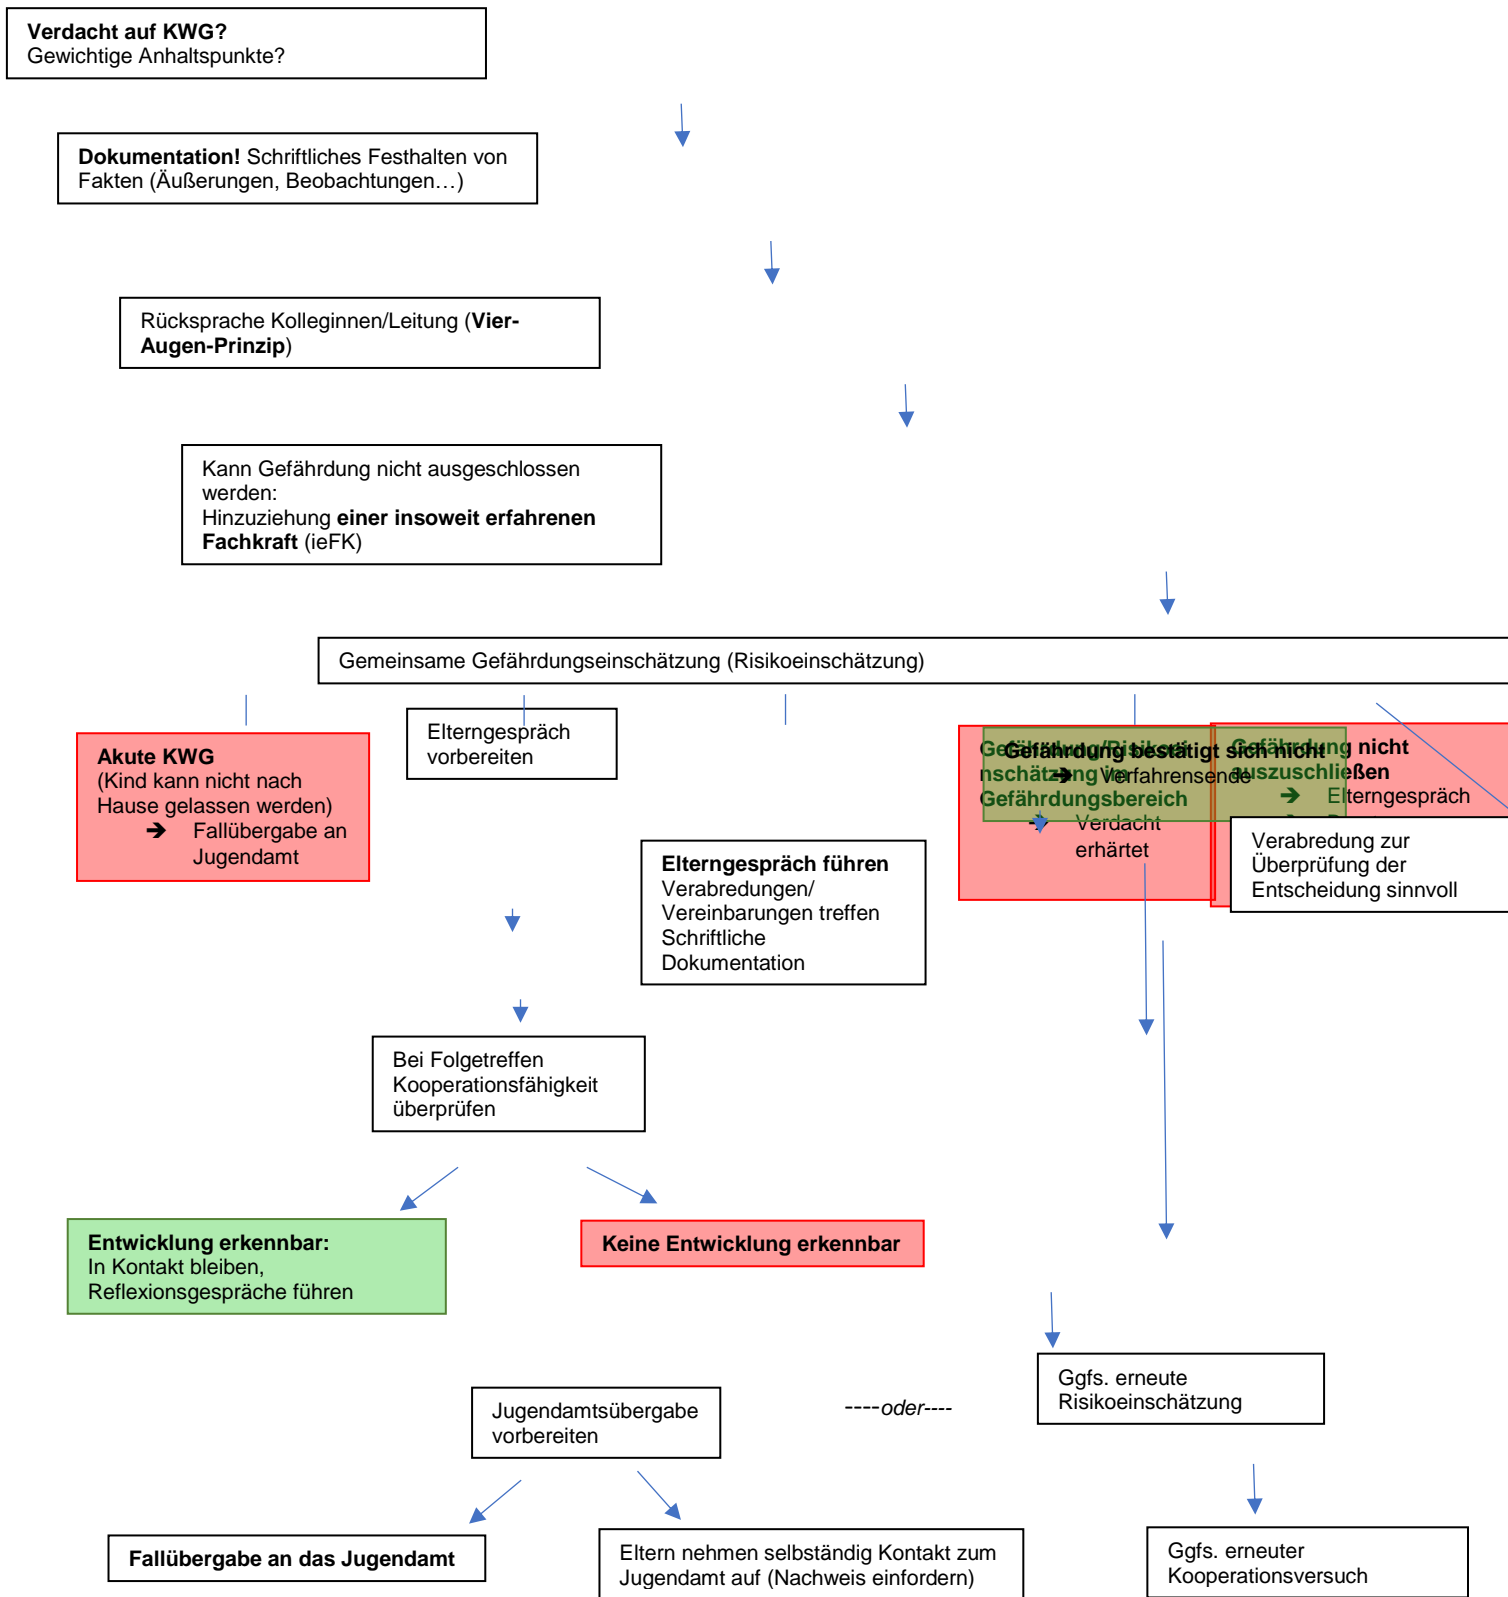 Verdacht auf KWG?
Gewichtige Anhaltspunkte?
Dokumentation! Schriftliches Festhalten von
Fakten (Äußerungen, Beobachtungen…)
Rücksprache Kolleginnen/Leitung (Vier-
Augen-Prinzip)
Kann Gefährdung nicht ausgeschlossen
werden:
Hinzuziehung einer insoweit erfahrenen
Fachkraft (ieFK)
Gemeinsame Gefährdungseinschätzung (Risikoeinschätzung)
Akute KWG
(Kind kann nicht nach
Hause gelassen werden)
➔ Fallübergabe an
Jugendamt
Elterngespräch
vorbereiten
Elterngespräch führen
Verabredungen/
Vereinbarungen treffen
Schriftliche
Dokumentation
Gefährdung/Risikoei
nschätzung im
Gefährdungsbereich
➔ Verdacht
erhärtet
Gefährdung bestätigt sich nicht
➔ Verfahrensende
Gefährdung nicht
auszuschließen
➔ Elterngespräch
Verabredung zur
Überprüfung der
Entscheidung sinnvoll
Bei Folgetreffen
Kooperationsfähigkeit
überprüfen
Entwicklung erkennbar:
In Kontakt bleiben,
Reflexionsgespräche führen
Keine Entwicklung erkennbar
Jugendamtsübergabe
vorbereiten
----oder----
Ggfs. erneute
Risikoeinschätzung
Fallübergabe an das Jugendamt
Eltern nehmen selbständig Kontakt zum
Jugendamt auf (Nachweis einfordern)
Ggfs. erneuter
Kooperationsversuch